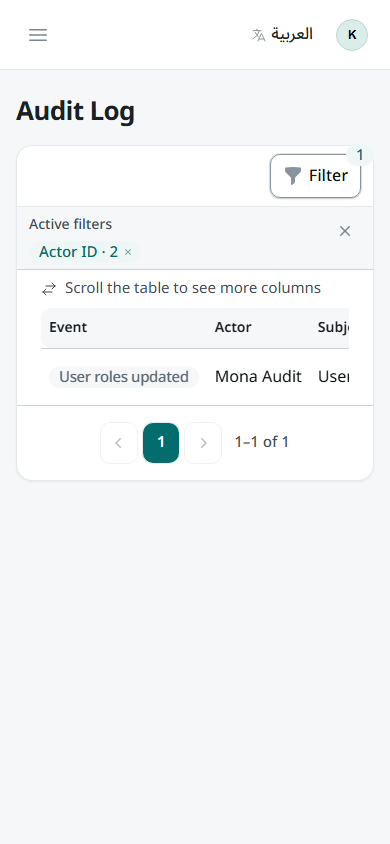 العربية
K
Audit Log
1
Filter
Active filters
Actor ID · 2 ×
Scroll the table to see more columns
Event Actor
User roles updated Mona Audit User
1 1–1 of 1